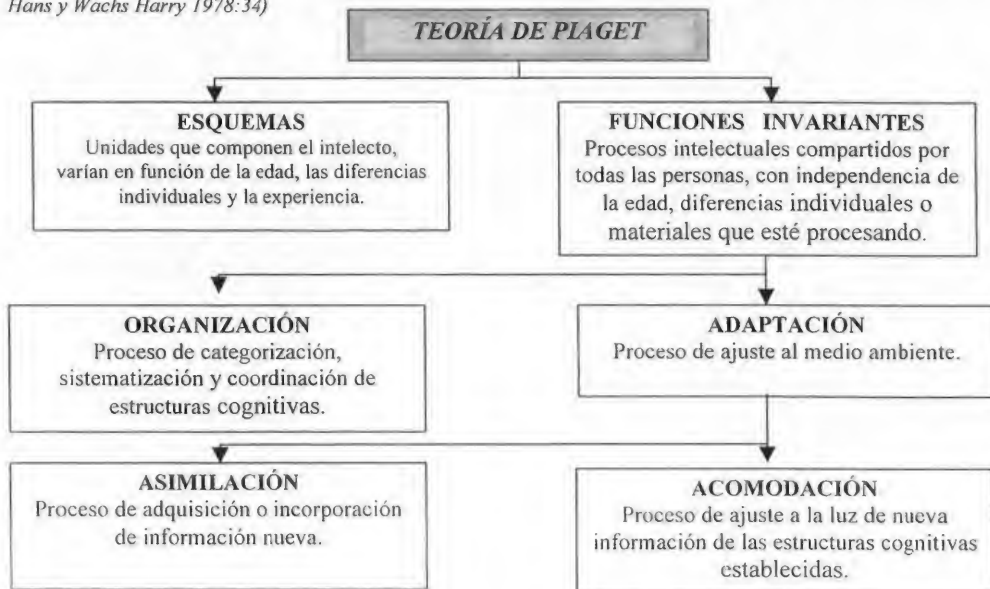 Hans y Wachs Harry 1978:34)
TEORÍA DE PIAGET
ESQUEMAS
Unidades que componen el intelecto,
varían en función de la edad, las diferencias
individuales y la experiencia.
FUNCIONES INVARIANTES
Procesos intelectuales compartidos por
todas las personas, con independencia de
la edad, diferencias individuales o
materiales que esté procesando.
ORGANIZACIÓN
Proceso de categorización,
sistematización y coordinación de
estructuras cognitivas.
ADAPTACIÓN
Proceso de ajuste al medio ambiente.
ASIMILACIÓN
Proceso de adquisición o incorporación
de información nueva.
ACOMODACIÓN
Proceso de ajuste a la luz de nueva
información de las estructuras cognitivas
establecidas.